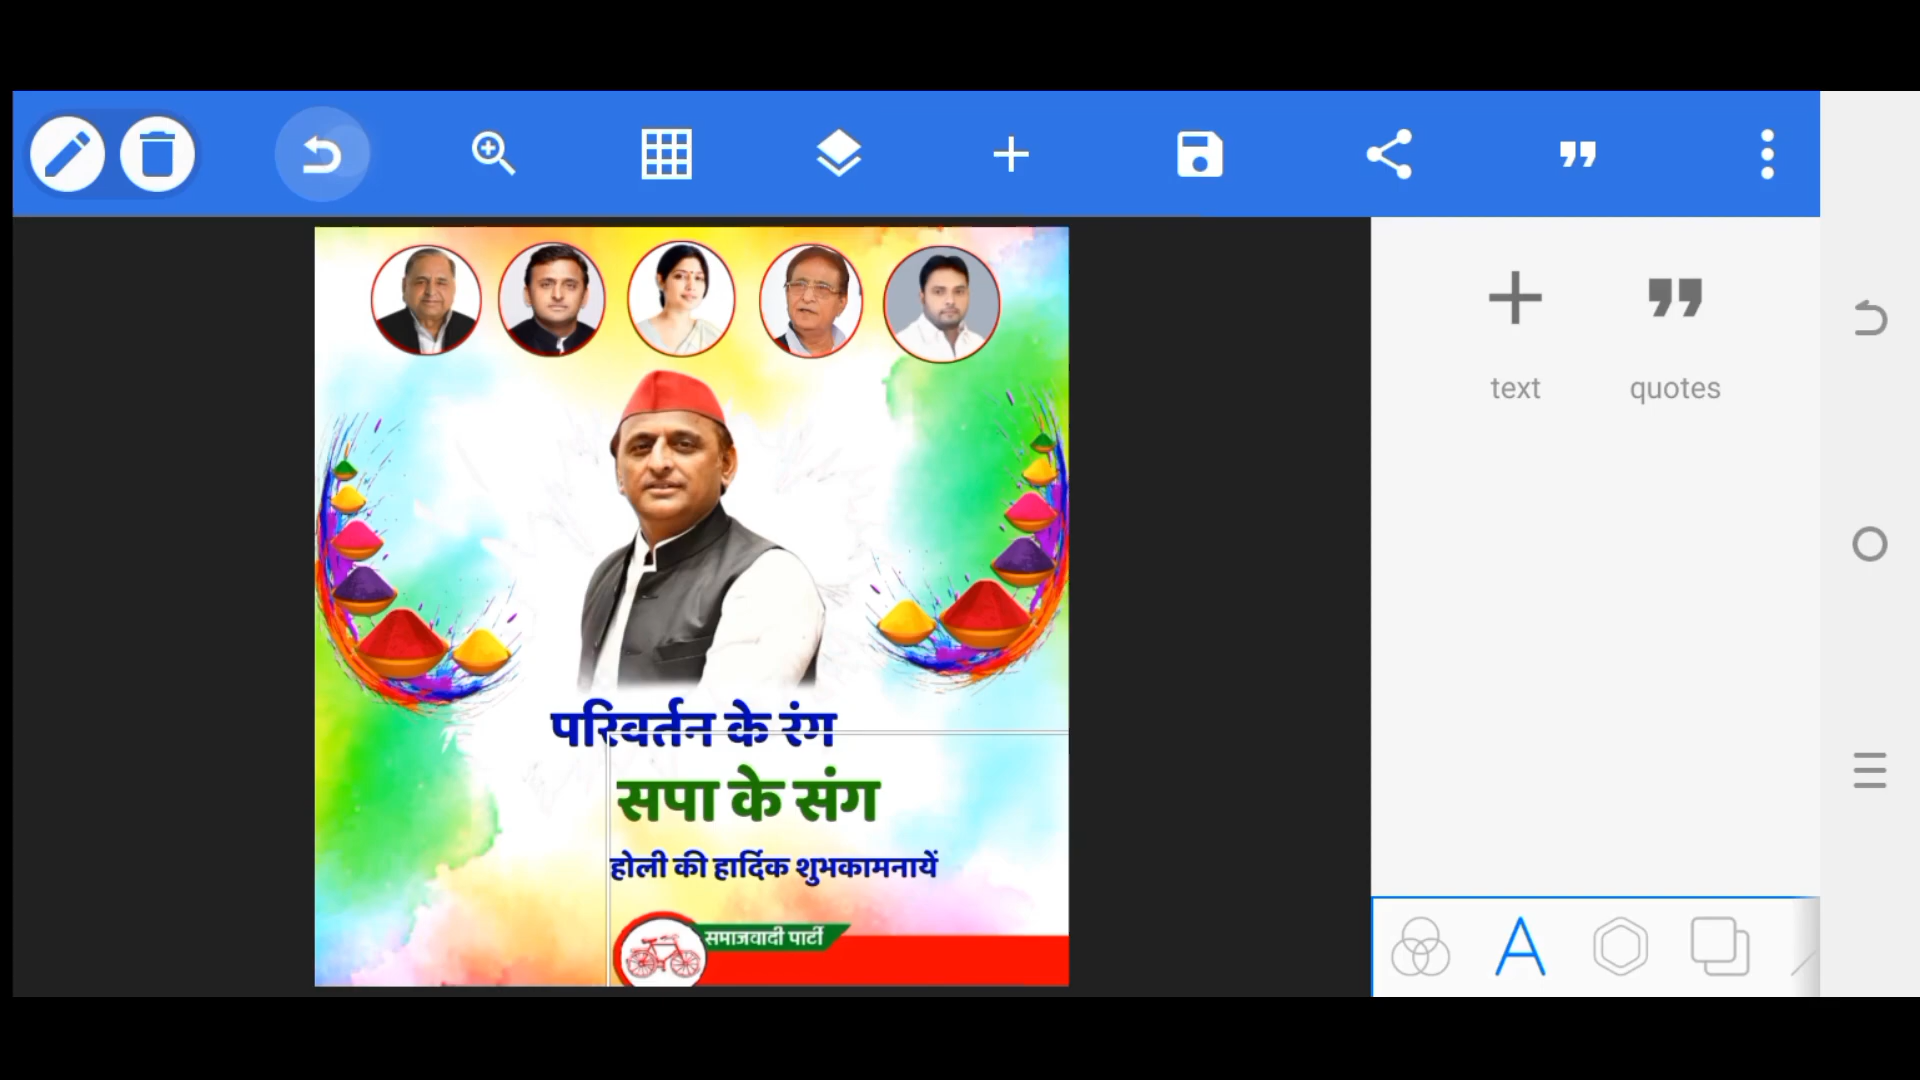 text
quotes
परिवर्तन के रंग
सपा के संग
होली की हार्दिक शुभकामनायें
समाजवादी पार्टी